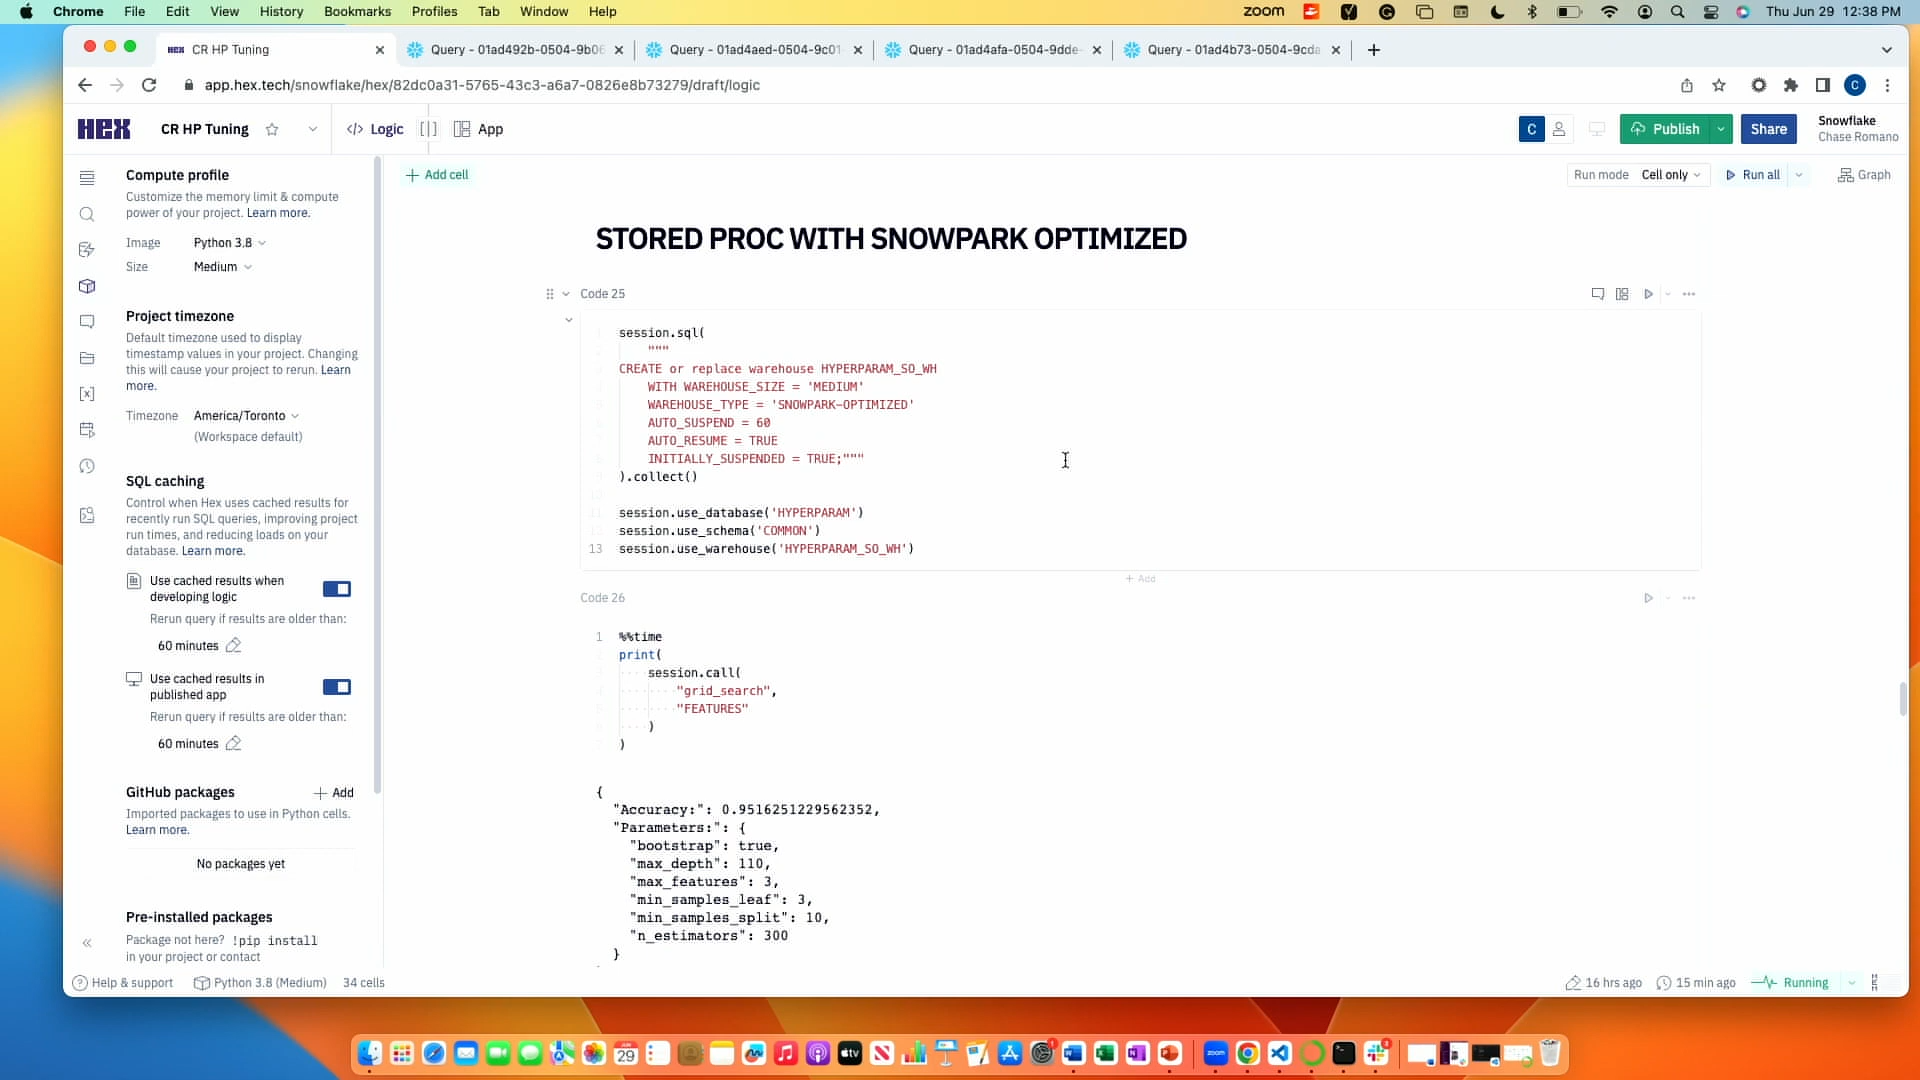 Chrome File Edit View History Bookmarks Profiles Tab Window Help zoom Thu Jun 29 12:38 PM
HEX CR HP Tuning Query - 01ad492b-0504-9b06 Query - 01ad4aed-0504-9c01- Query - 01ad4afa-0504-9dde- Query - 01ad4b73-0504-9cda
app.hex.tech/snowflake/hex/82dc0a31-5765-43c3-a6a7-0826e8b73279/draft/logic C
HEX CR HP Tuning </> Logic App C Publish Share Snowflake
Chase Romano
Compute profile
Customize the memory limit & compute
power of your project. Learn more.
Image Python 3.8
Size Medium
Project timezone
Default timezone used to display
timestamp values in your project. Changing
this will cause your project to rerun. Learn
more.
Timezone America/Toronto
(Workspace default)
SQL caching
Control when Hex uses cached results for
recently run SQL queries, improving project
run times, and reducing loads on your
database. Learn more.
Use cached results when
developing logic
Rerun query if results are older than:
60 minutes
Use cached results in
published app
Rerun query if results are older than:
60 minutes
GitHub packages + Add
Imported packages to use in Python cells.
Learn more.
No packages yet
Pre-installed packages
Package not here? !pip install
in your project or contact
+ Add cell Run mode Cell only Run all Graph
STORED PROC WITH SNOWPARK OPTIMIZED
Code 25
session.sql(
"""
CREATE or replace warehouse HYPERPARAM_SO_WH
WITH WAREHOUSE_SIZE = 'MEDIUM'
WAREHOUSE_TYPE = 'SNOWPARK-OPTIMIZED'
AUTO_SUSPEND = 60
AUTO_RESUME = TRUE
INITIALLY_SUSPENDED = TRUE;"""
).collect()
session.use_database('HYPERPARAM')
session.use_schema('COMMON')
13 session.use_warehouse('HYPERPARAM_SO_WH')
+ Add
Code 26
1 %%time
print(
session.call(
"grid_search",
"FEATURES"
)
)
{
"Accuracy:": 0.9516251229562352,
"Parameters:": {
"bootstrap": true,
"max_depth": 110,
"max_features": 3,
"min_samples_leaf": 3,
"min_samples_split": 10,
"n_estimators": 300
}
Help & support Python 3.8 (Medium) 34 cells 16 hrs ago 15 min ago Running
JUN
29
tv
zoom